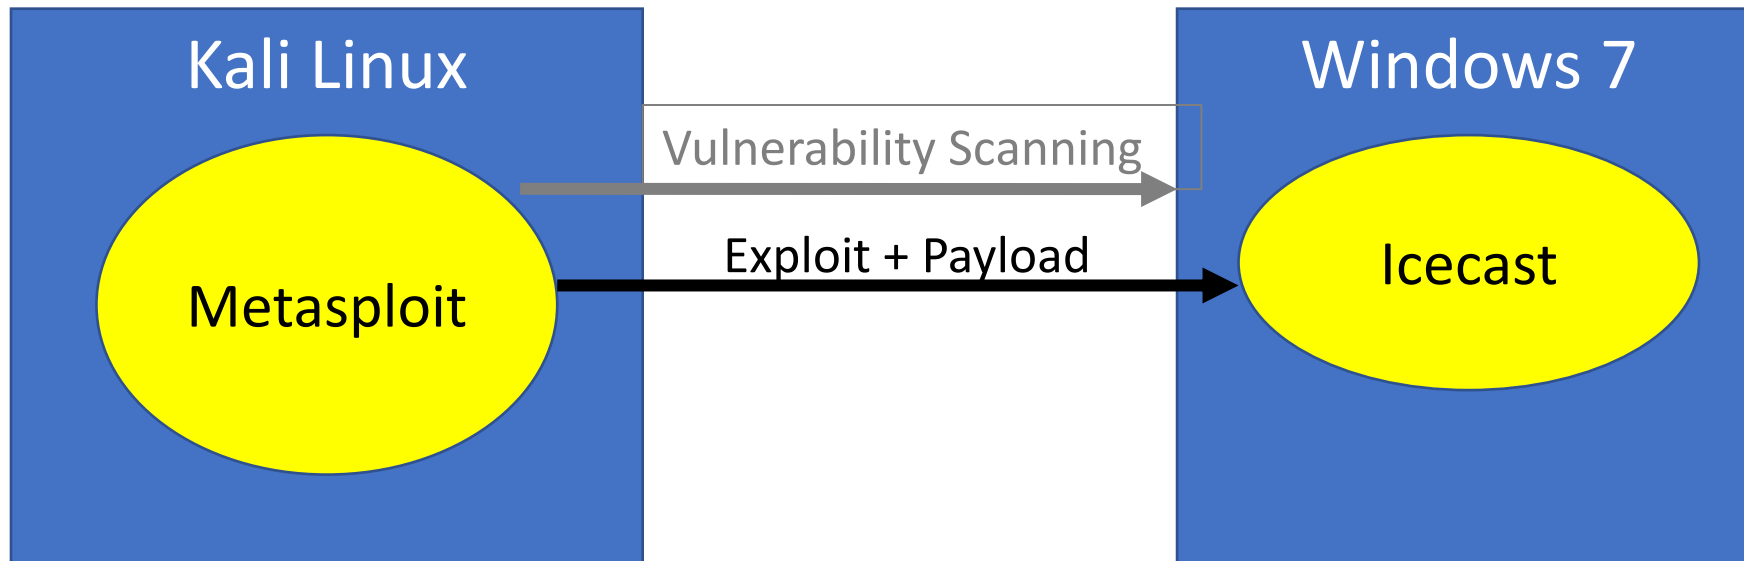 Kali Linux
Windows 7
Vulnerability Scanning
Exploit + Payload
Metasploit
Icecast